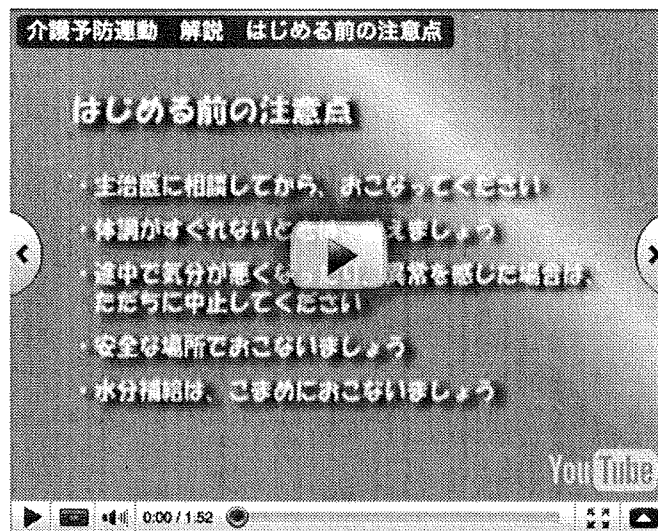 介護予防運動 解説 はじめる前の注意点
はじめる前の注意点
・主治医に相談してから、おこなってください
・体調がすぐれないと えましょう
・途中で気分が悪くな 異常を感じた場合は、
ただちに中止してください
・安全な場所でおこないましょう
・水分補給は、こまめにおこないましょう
YouTube
0:00 / 1:52